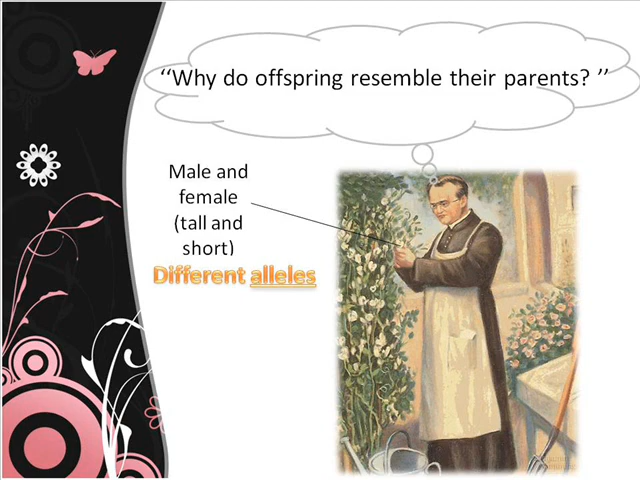 ‘‘Why do offspring resemble their parents? ’’
Male and
female
(tall and
short)
Different alleles